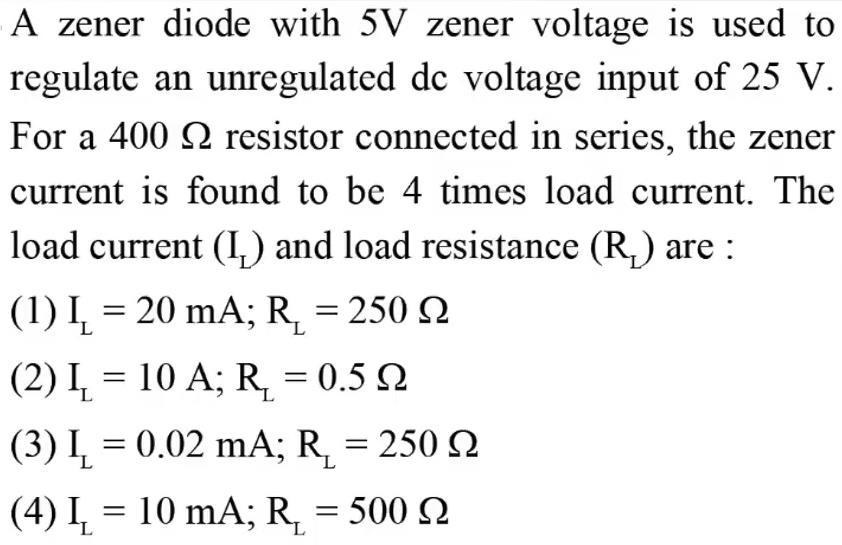 A zener diode with 5V zener voltage is used to
regulate an unregulated dc voltage input of 25 V.
For a 400 Ω resistor connected in series, the zener
current is found to be 4 times load current. The
load current (I_L) and load resistance (R_L) are :
(1) I_L = 20 mA; R_L = 250 Ω
(2) I_L = 10 A; R_L = 0.5 Ω
(3) I_L = 0.02 mA; R_L = 250 Ω
(4) I_L = 10 mA; R_L = 500 Ω